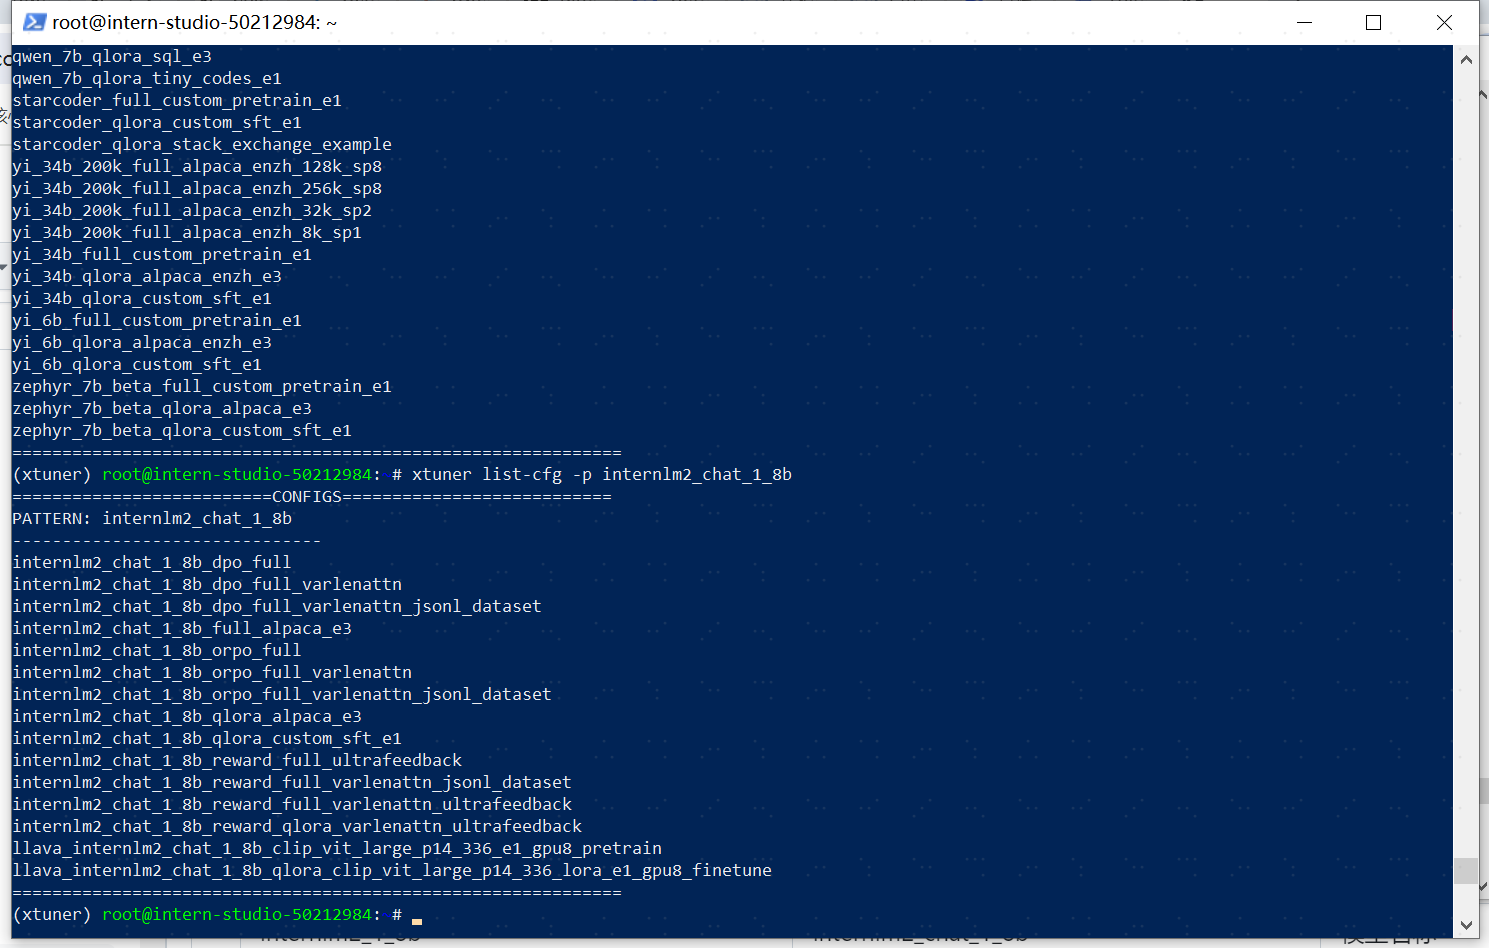 root@intern-studio-50212984: ~
qwen_7b_qlora_sql_e3
qwen_7b_qlora_tiny_codes_e1
starcoder_full_custom_pretrain_e1
starcoder_qlora_custom_sft_e1
starcoder_qlora_stack_exchange_example
yi_34b_200k_full_alpaca_enzh_128k_sp8
yi_34b_200k_full_alpaca_enzh_256k_sp8
yi_34b_200k_full_alpaca_enzh_32k_sp2
yi_34b_200k_full_alpaca_enzh_8k_sp1
yi_34b_full_custom_pretrain_e1
yi_34b_qlora_alpaca_enzh_e3
yi_34b_qlora_custom_sft_e1
yi_6b_full_custom_pretrain_e1
yi_6b_qlora_alpaca_enzh_e3
yi_6b_qlora_custom_sft_e1
zephyr_7b_beta_full_custom_pretrain_e1
zephyr_7b_beta_qlora_alpaca_e3
zephyr_7b_beta_qlora_custom_sft_e1
=============================================================
(xtuner) root@intern-studio-50212984:~# xtuner list-cfg -p internlm2_chat_1_8b
==========================CONFIGS===========================
PATTERN: internlm2_chat_1_8b
-------------------------------
internlm2_chat_1_8b_dpo_full
internlm2_chat_1_8b_dpo_full_varlenattn
internlm2_chat_1_8b_dpo_full_varlenattn_jsonl_dataset
internlm2_chat_1_8b_full_alpaca_e3
internlm2_chat_1_8b_orpo_full
internlm2_chat_1_8b_orpo_full_varlenattn
internlm2_chat_1_8b_orpo_full_varlenattn_jsonl_dataset
internlm2_chat_1_8b_qlora_alpaca_e3
internlm2_chat_1_8b_qlora_custom_sft_e1
internlm2_chat_1_8b_reward_full_ultrafeedback
internlm2_chat_1_8b_reward_full_varlenattn_jsonl_dataset
internlm2_chat_1_8b_reward_full_varlenattn_ultrafeedback
internlm2_chat_1_8b_reward_qlora_varlenattn_ultrafeedback
llava_internlm2_chat_1_8b_clip_vit_large_p14_336_e1_gpu8_pretrain
llava_internlm2_chat_1_8b_qlora_clip_vit_large_p14_336_lora_e1_gpu8_finetune
=============================================================
(xtuner) root@intern-studio-50212984:~#